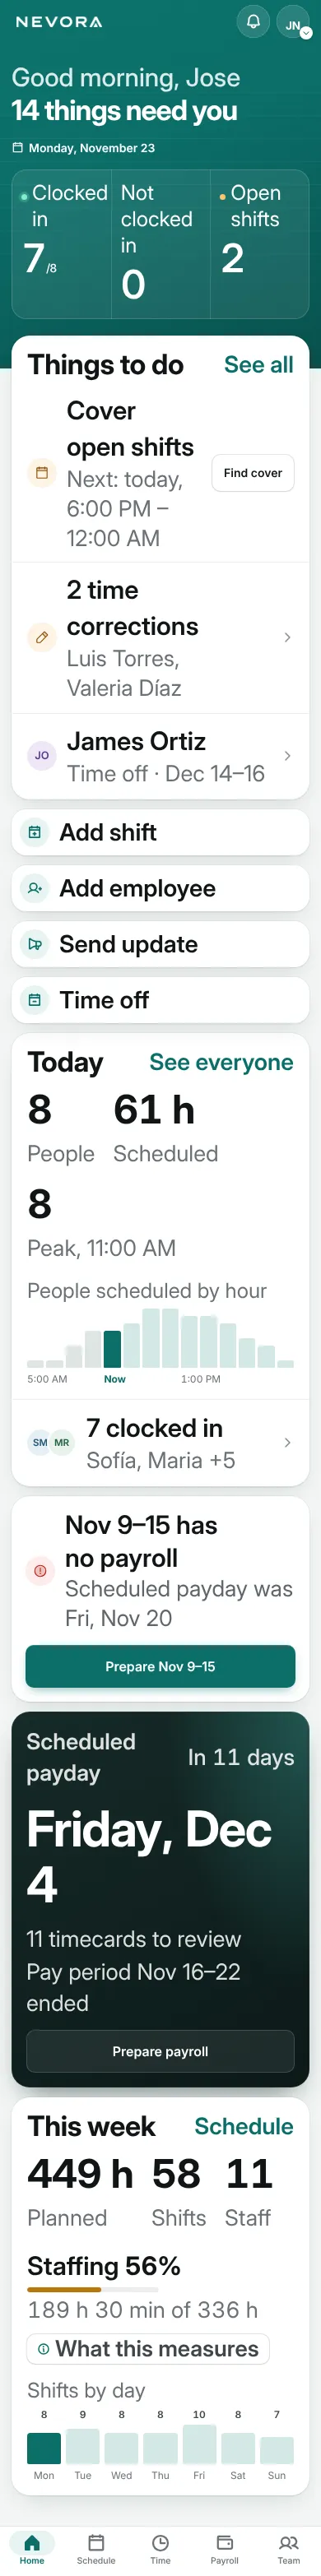 NEVORA
JN
Good morning, Jose
14 things need you
Monday, November 23
Clocked in
7/8
Not clocked in
0
Open shifts
2
Things to do
See all
Cover open shifts
Next: today, 6:00 PM – 12:00 AM
Find cover
2 time corrections
Luis Torres, Valeria Díaz
JO
James Ortiz
Time off · Dec 14–16
Add shift
Add employee
Send update
Time off
Today
See everyone
8
People
61 h
Scheduled
8
Peak, 11:00 AM
People scheduled by hour
5:00 AM
Now
1:00 PM
SM
MR
7 clocked in
Sofía, Maria +5
Nov 9–15 has no payroll
Scheduled payday was Fri, Nov 20
Prepare Nov 9–15
Scheduled payday
In 11 days
Friday, Dec 4
11 timecards to review
Pay period Nov 16–22 ended
Prepare payroll
This week
Schedule
449 h
Planned
58
Shifts
11
Staff
Staffing 56%
189 h 30 min of 336 h
What this measures
Shifts by day
8 9 8 8 10 8 7
Mon Tue Wed Thu Fri Sat Sun
Home Schedule Time Payroll Team